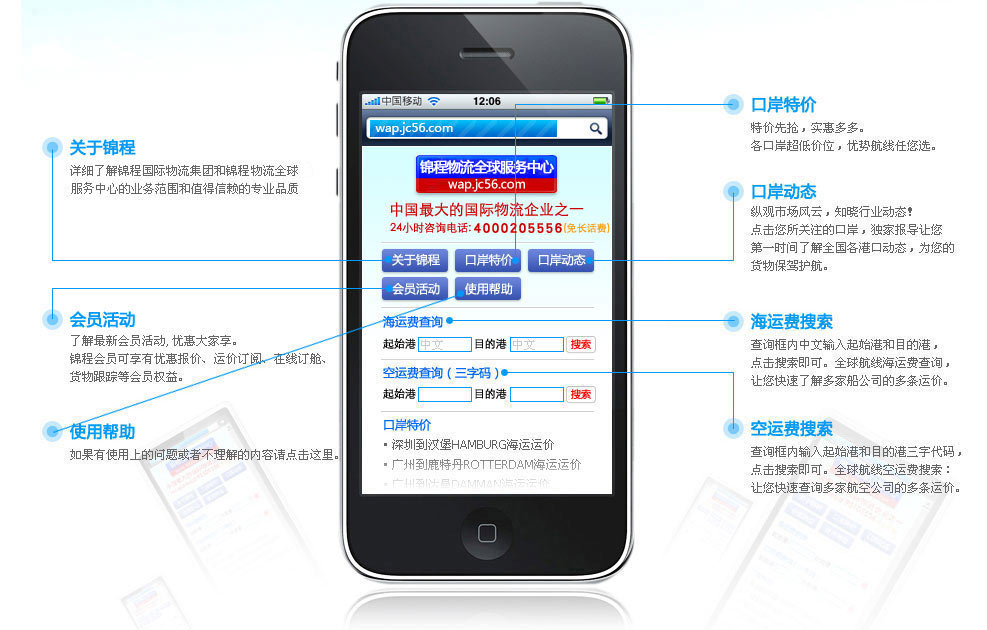 关于锦程
详细了解锦程国际物流集团和锦程物流全球
服务中心的业务范围和值得信赖的专业品质
会员活动
了解最新会员活动, 优惠大家享。
锦程会员可享有优惠报价、运价订阅、在线订舱、
货物跟踪等会员权益。
使用帮助
如果有使用上的问题或者不理解的内容请点击这里。
中国移动
12:06
wap.jc56.com
锦程物流全球服务中心
wap.jc56.com
中国最大的国际物流企业之一
24小时咨询电话:4000205556(免长话费)
关于锦程 口岸特价 口岸动态
会员活动 使用帮助
海运费查询
起始港 中文 目的港 中文 搜索
空运费查询（三字码）
起始港 目的港 搜索
口岸特价
▪ 深圳到汉堡HAMBURG海运运价
▪ 广州到鹿特丹ROTTERDAM海运运价
▪ 广州到达曼DAMMAN海运运价
口岸特价
特价先抢，实惠多多。
各口岸超低价位，优势航线任您选。
口岸动态
纵观市场风云，知晓行业动态!
点击您所关注的口岸，独家报导让您
第一时间了解全国各港口动态，为您的
货物保驾护航。
海运费搜索
查询框内中文输入起始港和目的港，
点击搜索即可。全球航线海运费查询，
让您快速了解多家船公司的多条运价。
空运费搜索
查询框内输入起始港和目的港三字代码，
点击搜索即可。全球航线空运费搜索：
让您快速查询多家航空公司的多条运价。